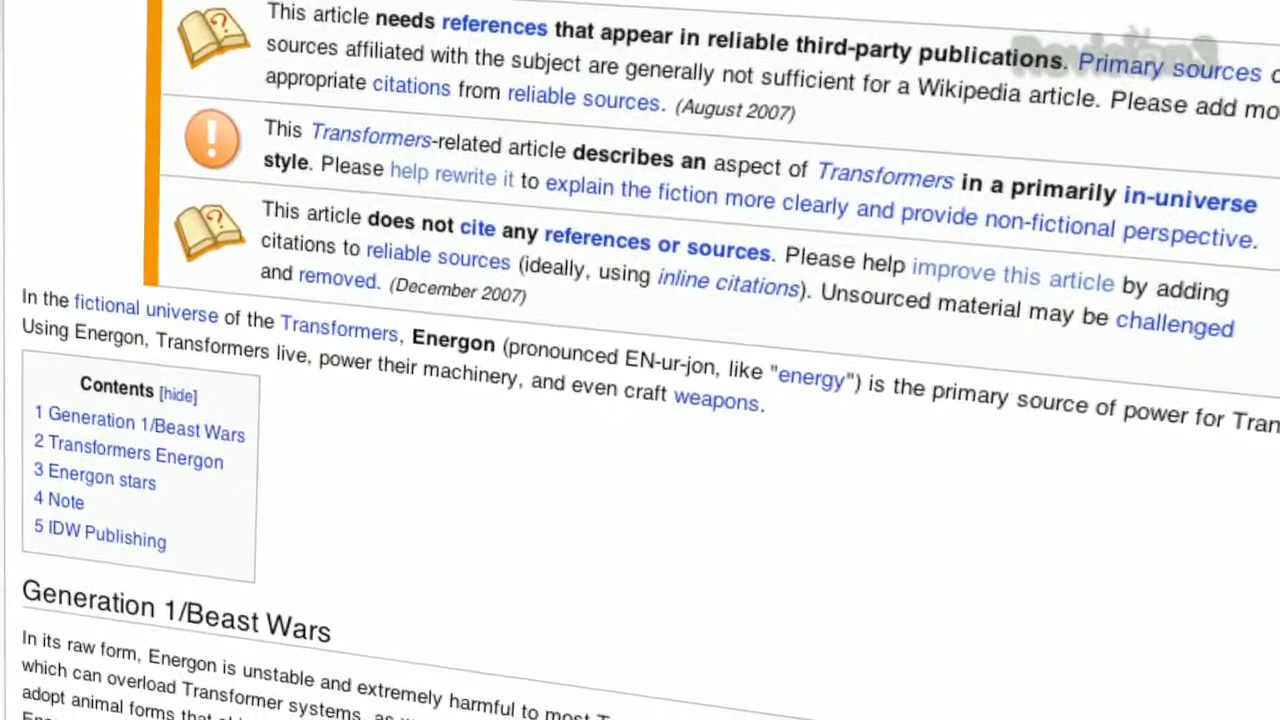 This article needs references that appear in reliable third-party publications. Primary sources
sources affiliated with the subject are generally not sufficient for a Wikipedia article. Please add
appropriate citations from reliable sources. (August 2007)
This Transformers-related article describes an aspect of Transformers in a primarily in-universe
style. Please help rewrite it to explain the fiction more clearly and provide non-fictional perspective.
This article does not cite any references or sources. Please help improve this article by adding
citations to reliable sources (ideally, using inline citations). Unsourced material may be challenged
and removed. (December 2007)
In the fictional universe of the Transformers, Energon (pronounced EN-ur-jon, like "energy") is the primary source of power for
Using Energon, Transformers live, power their machinery, and even craft weapons.
Contents [hide]
1 Generation 1/Beast Wars
2 Transformers Energon
3 Energon stars
4 Note
5 IDW Publishing
Generation 1/Beast Wars
In its raw form, Energon is unstable and extremely harmful to most
which can overload Transformer systems,
adopt animal forms that